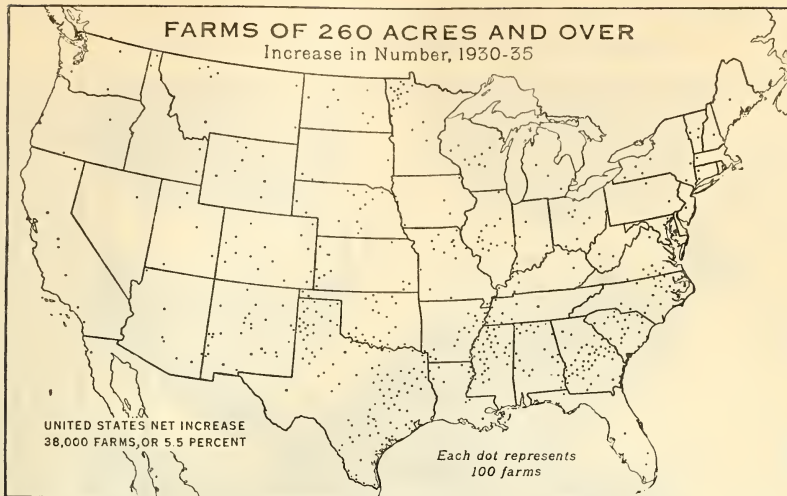 FARMS OF 260 ACRES AND OVER
Increase in Number, 1930-35
UNITED STATES NET INCREASE
38,000 FARMS, OR 5.5 PERCENT
Each dot represents
100 farms